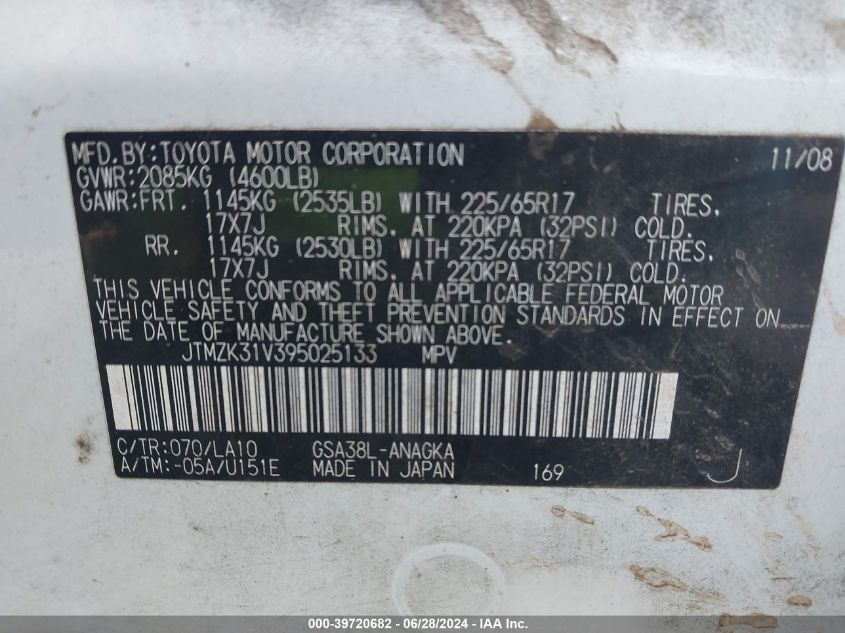 MFD. BY: TOYOTA MOTOR CORPORATION 11/08
GVWR: 2085KG (4600LB)
GAWR: FRT. 1145KG (2535LB) WITH 225/65R17 TIRES.
17X7J RIMS. AT 220KPA (32PSI) COLD.
RR. 1145KG (2530LB) WITH 225/65R17 TIRES.
17X7J RIMS. AT 220KPA (32PSI) COLD.
THIS VEHICLE CONFORMS TO ALL APPLICABLE FEDERAL MOTOR
VEHICLE SAFETY AND THEFT PREVENTION STANDARDS IN EFFECT ON
THE DATE OF MANUFACTURE SHOWN ABOVE.
JTMZK31V395025133 MPV
C/TR: 070/LA10 GSA38L-ANAGKA
A/TM: -05A/U151E MADE IN JAPAN 169 J
000-39720682 / 06/28/2024 / IAA Inc.